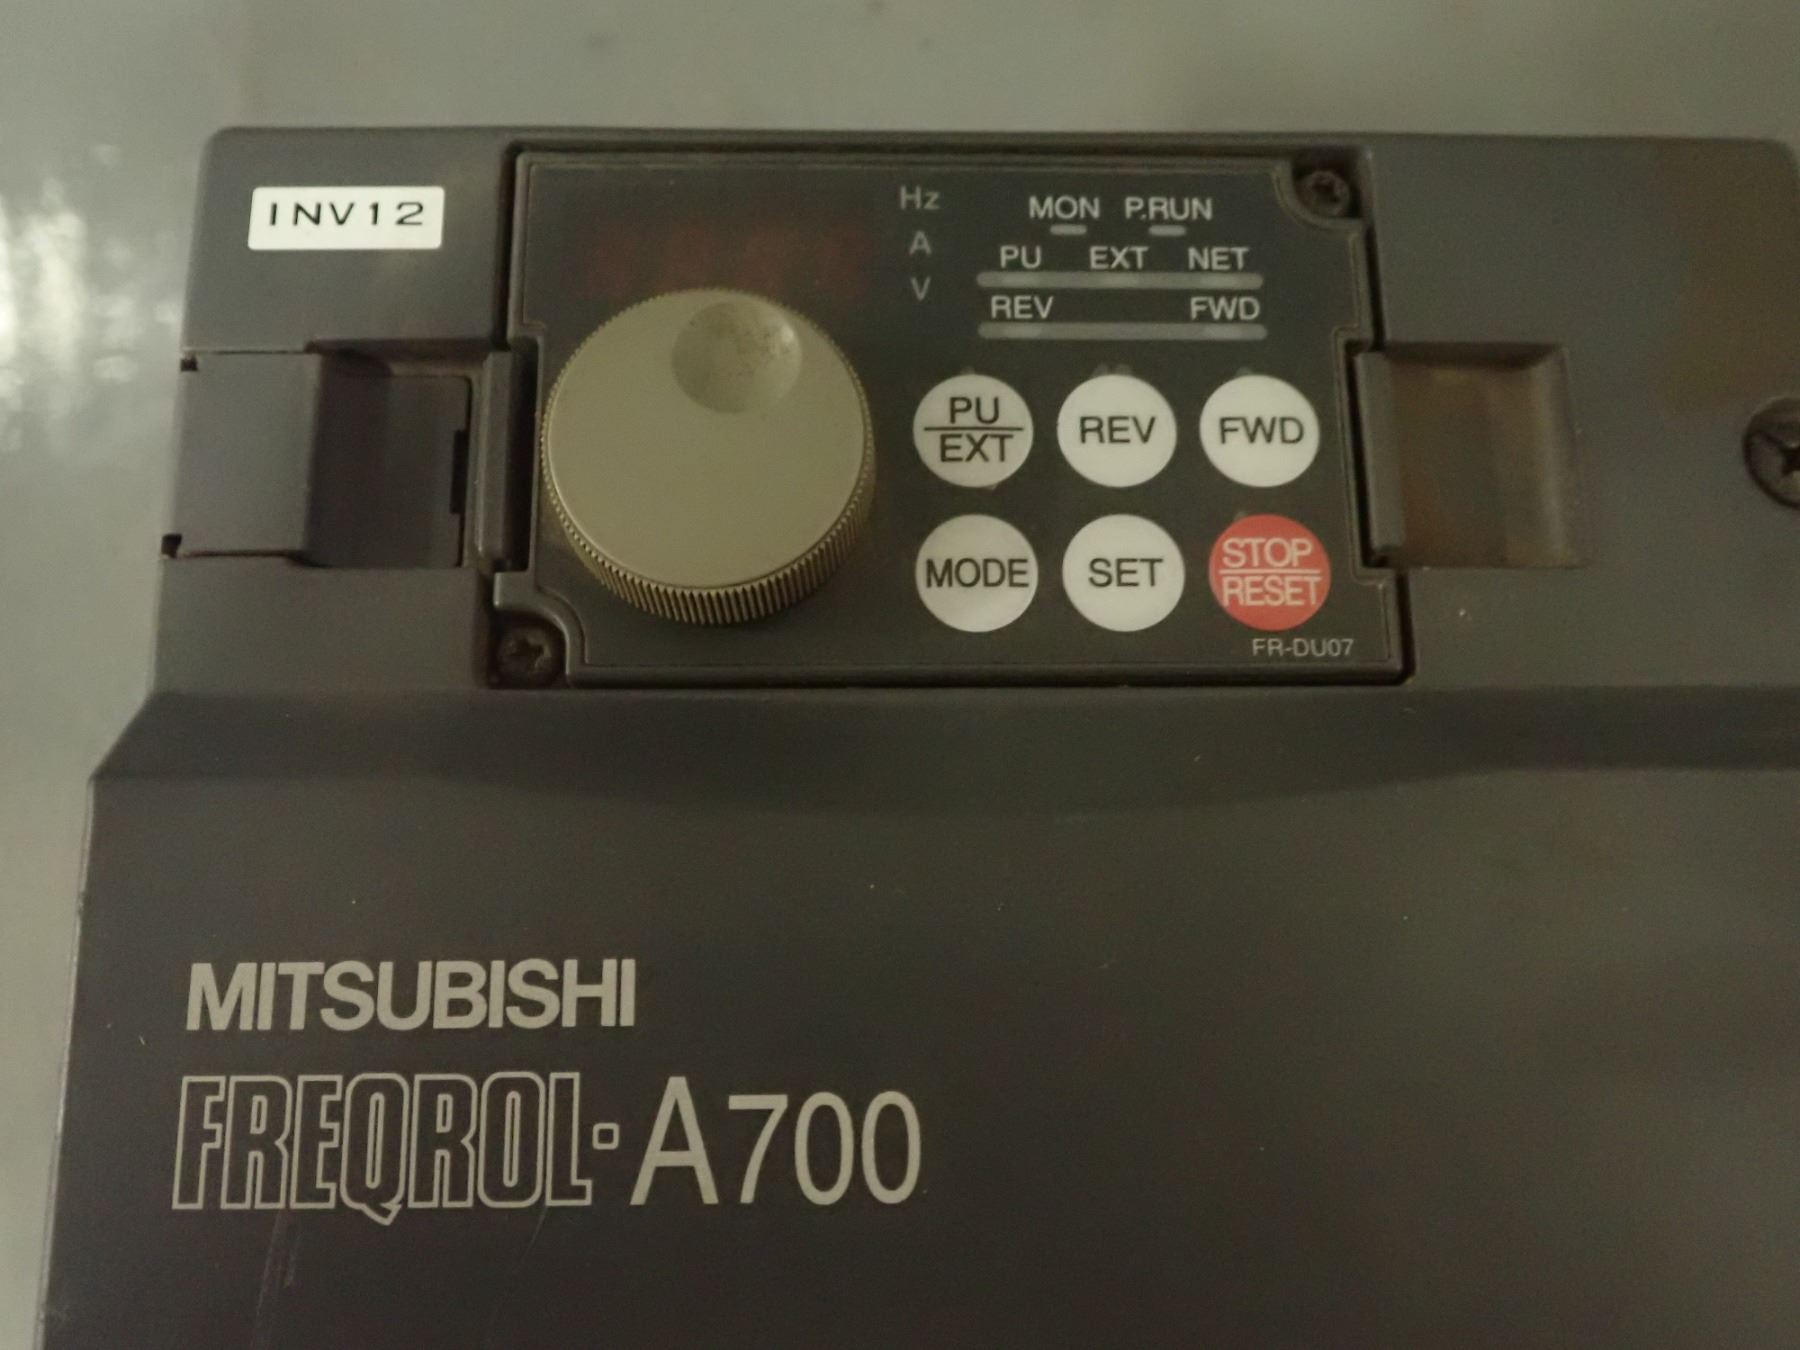 INV12
Hz
A
V
MON P.RUN
PU EXT NET
REV FWD
PU
EXT
REV
FWD
MODE
SET
STOP
RESET
FR-DU07
MITSUBISHI
FREQROL-A700